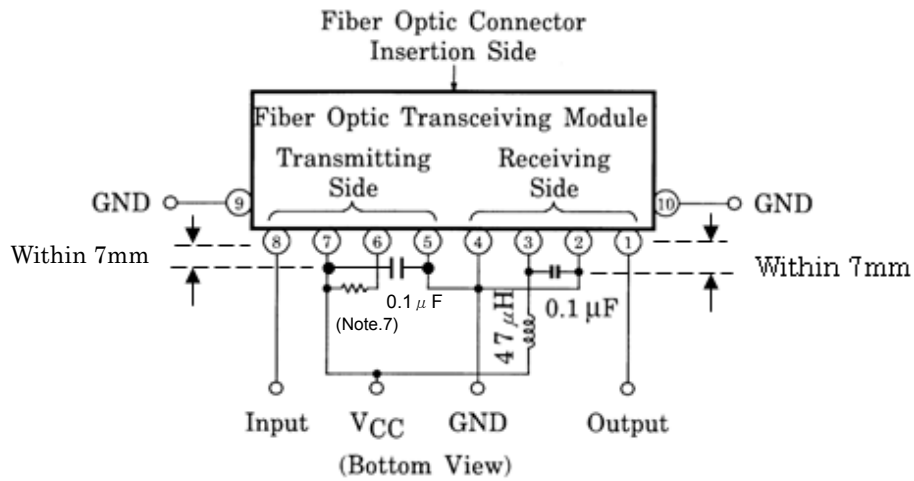 Fiber Optic Connector
Insertion Side
Fiber Optic Transceiving Module
Transmitting
Side
Receiving
Side
GND
9
10
GND
8
7
6
5
4
3
2
1
Within 7mm
Within 7mm
0.1 μ F
(Note.7)
47μH
0.1 μF
Input
VCC
GND
Output
(Bottom View)